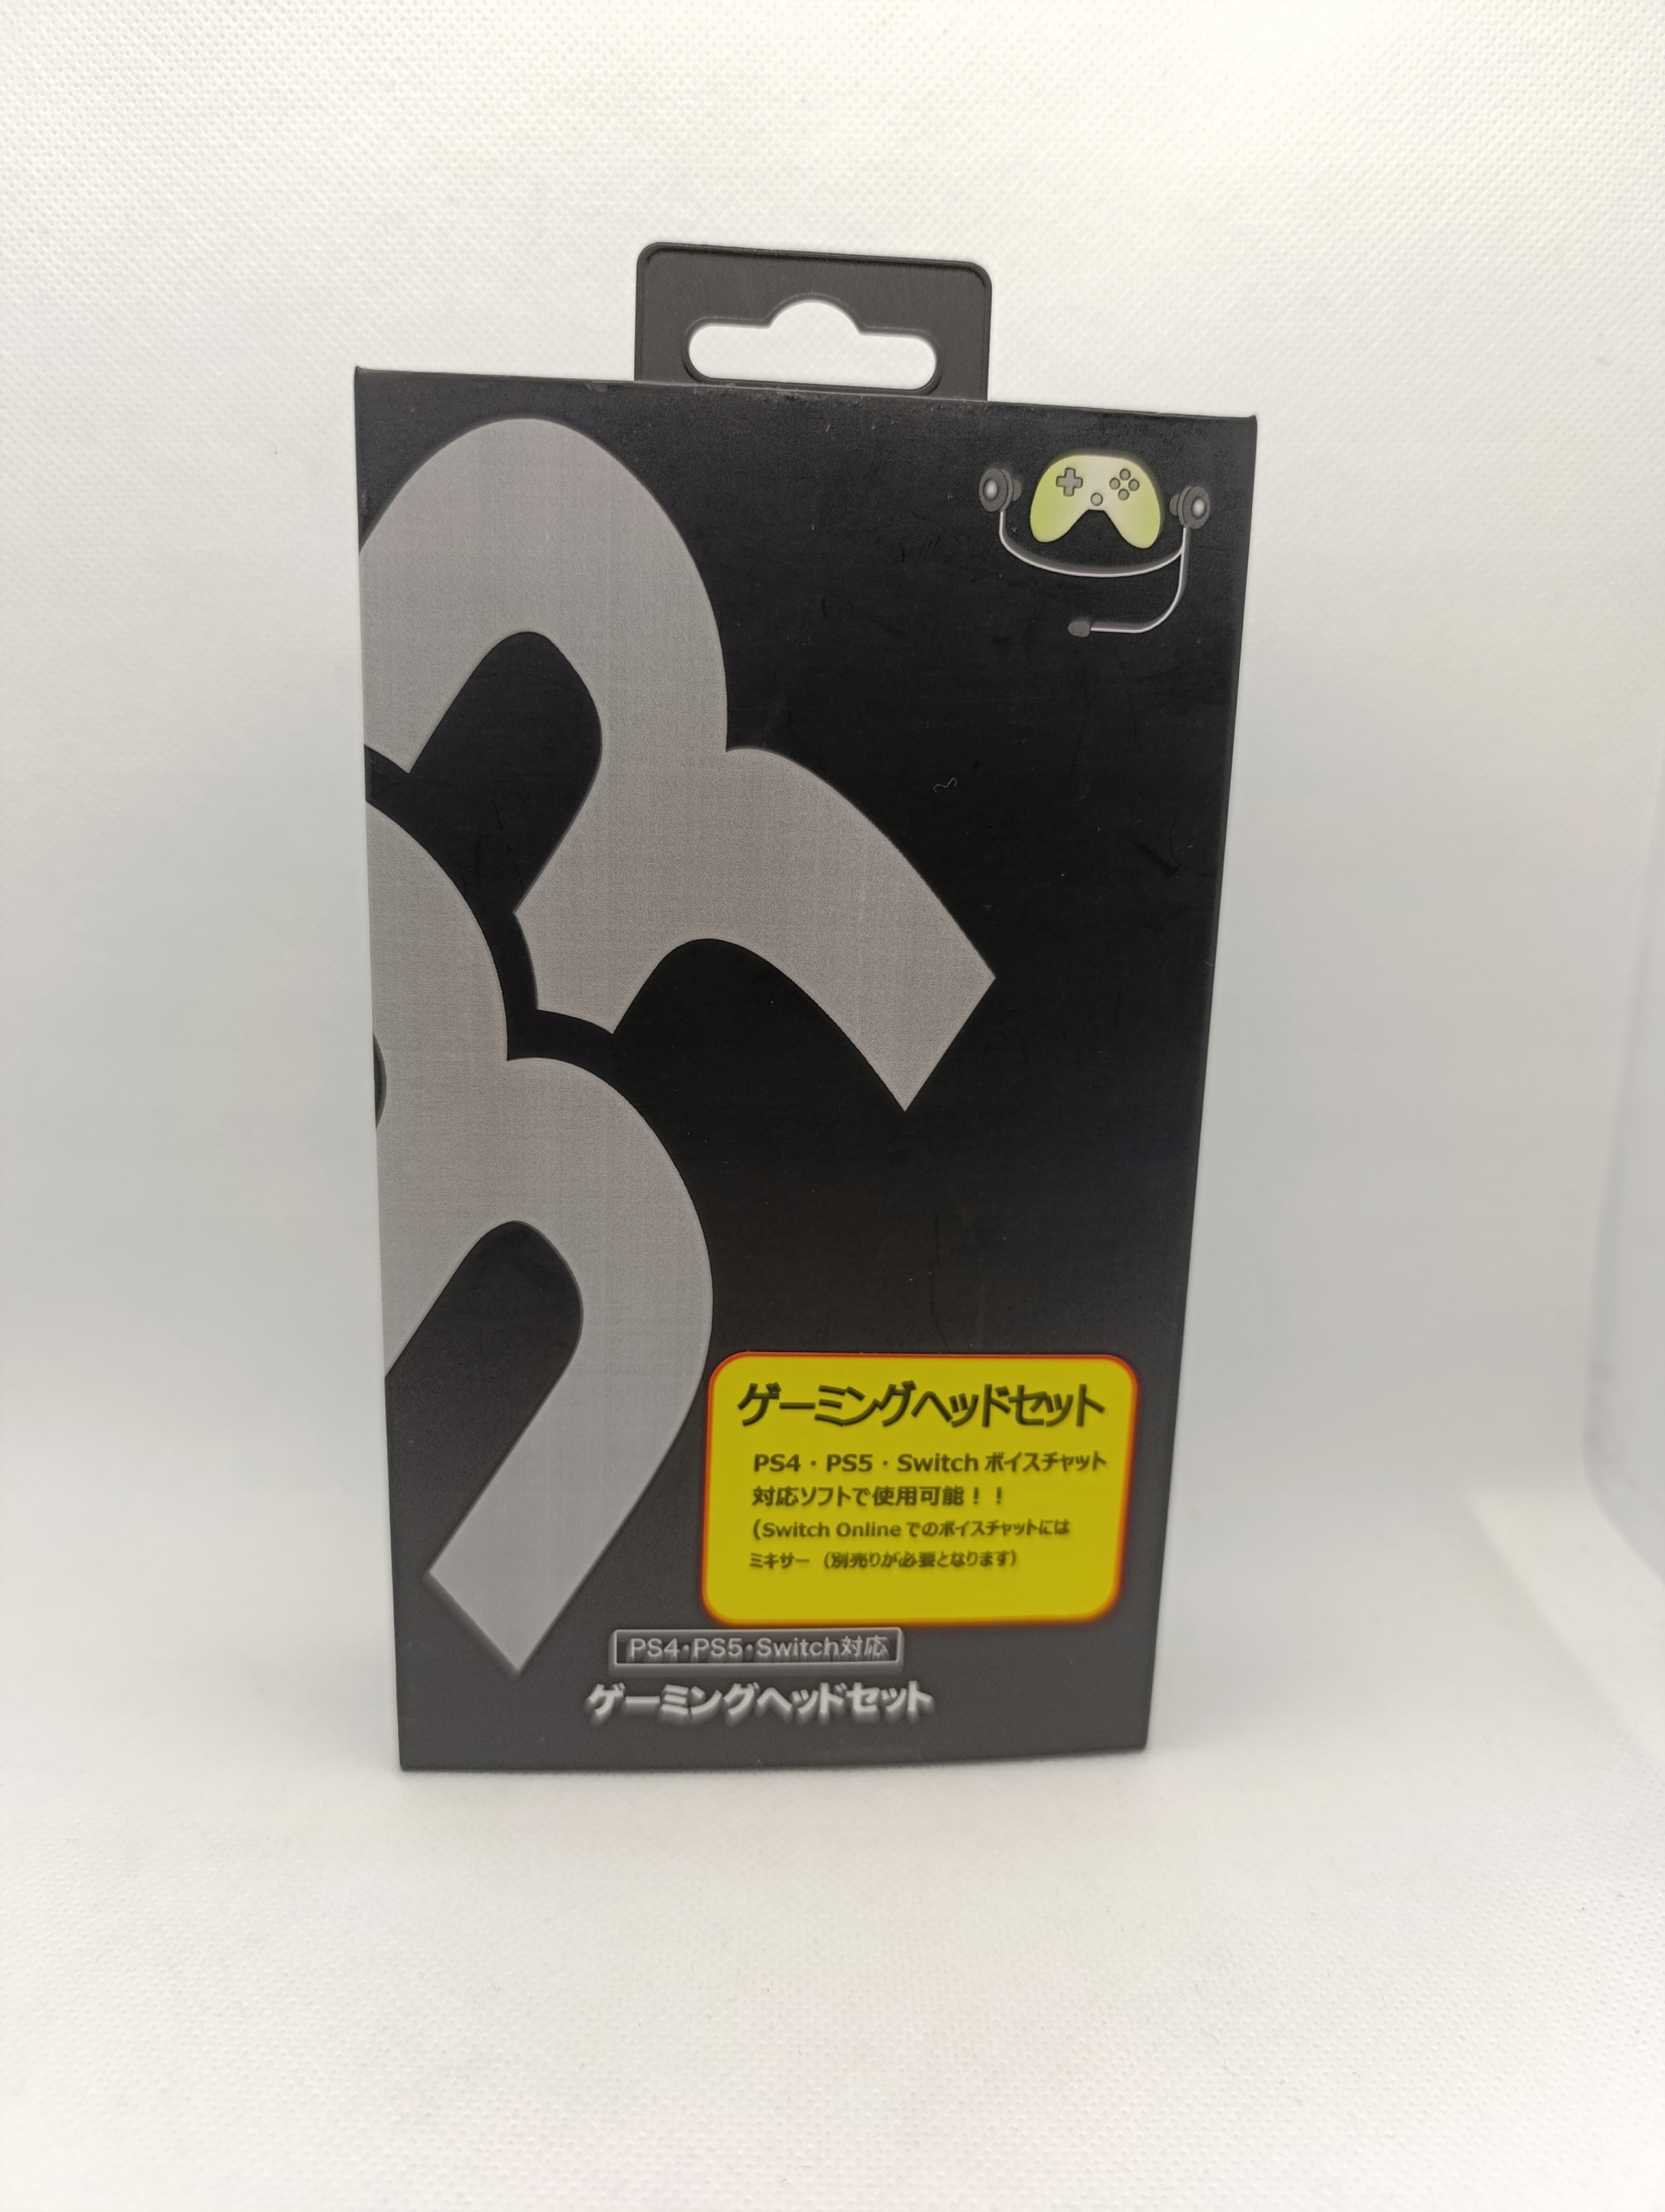 ゲーミングヘッドセット
PS4・PS5・Switch ボイスチャット
対応ソフトで使用可能！！
(Switch Online でのボイスチャットには
ミキサー（別売りが必要となります）
PS4・PS5・Switch対応
ゲーミングヘッドセット